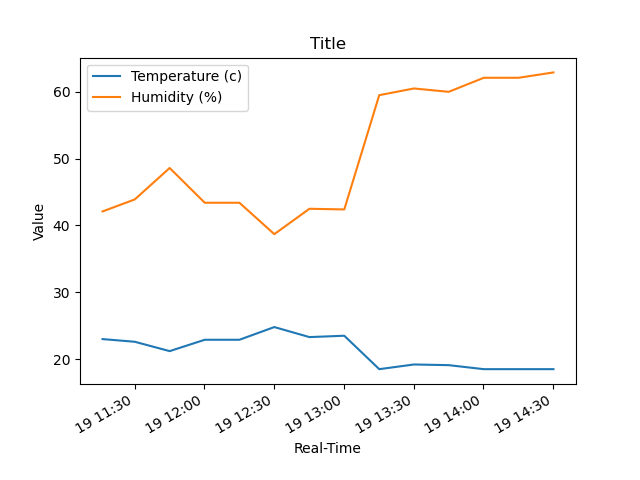 Title
Temperature (c)
Humidity (%)
60
50
40
30
20
Value
19 11:30
19 12:00
19 12:30
19 13:00
19 13:30
19 14:00
19 14:30
Real-Time